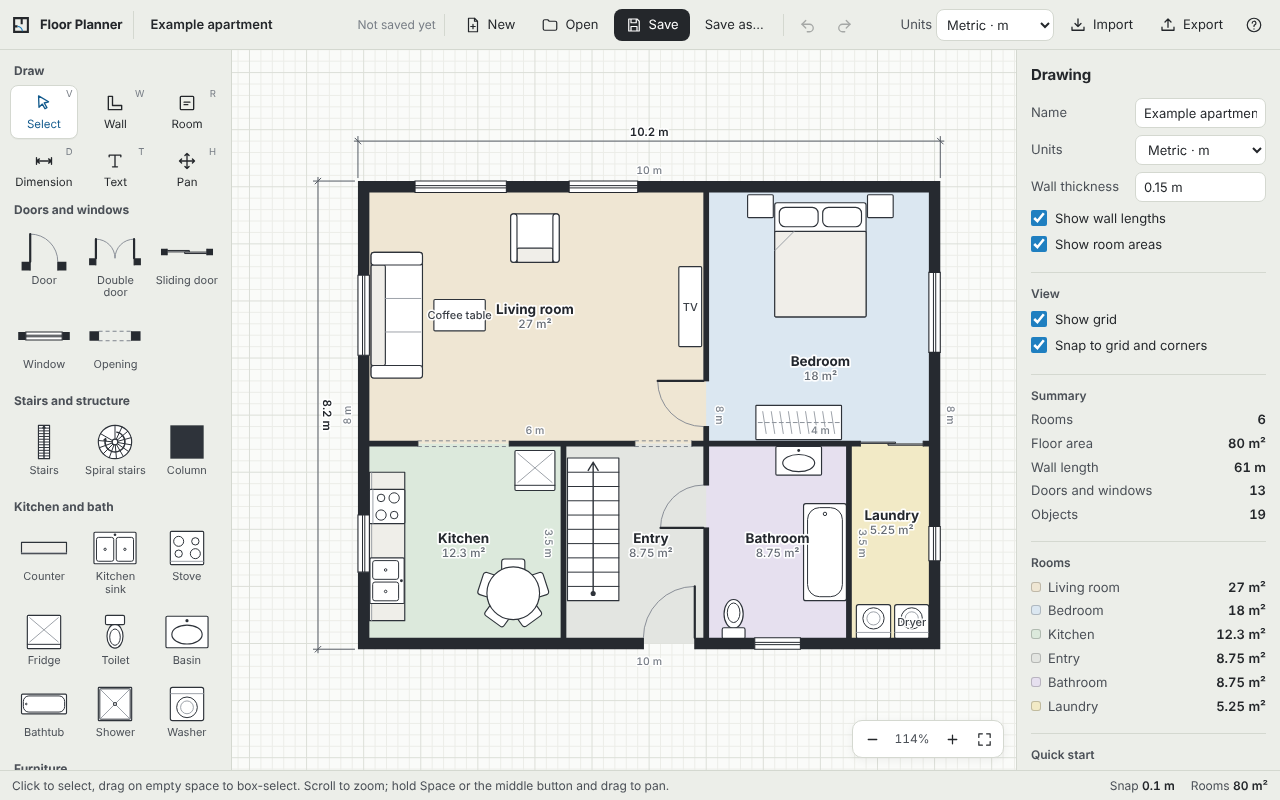 Floor Planner
Example apartment
Not saved yet
New
Open
Save
Save as...
Units
Metric · m
Import
Export
Draw
V
Select
W
Wall
R
Room
D
Dimension
T
Text
H
Pan
Doors and windows
Door
Double
door
Sliding door
Window
Opening
Stairs and structure
Stairs
Spiral stairs
Column
Kitchen and bath
Counter
Kitchen
sink
Stove
Fridge
Toilet
Basin
Bathtub
Shower
Washer
Furniture
10.2 m
10 m
8.2 m
8 m
Coffee table
Living room
27 m²
TV
Bedroom
18 m²
8 m
8 m
6 m
4 m
Kitchen
12.3 m²
3.5 m
Entry
8.75 m²
Bathroom
8.75 m²
3.5 m
Laundry
5.25 m²
Dryer
10 m
114%
Drawing
Name
Example apartmen
Units
Metric · m
Wall thickness
0.15 m
Show wall lengths
Show room areas
View
Show grid
Snap to grid and corners
Summary
Rooms 6
Floor area 80 m²
Wall length 61 m
Doors and windows 13
Objects 19
Rooms
Living room 27 m²
Bedroom 18 m²
Kitchen 12.3 m²
Entry 8.75 m²
Bathroom 8.75 m²
Laundry 5.25 m²
Quick start
Click to select, drag on empty space to box-select. Scroll to zoom; hold Space or the middle button and drag to pan.
Snap 0.1 m
Rooms 80 m²